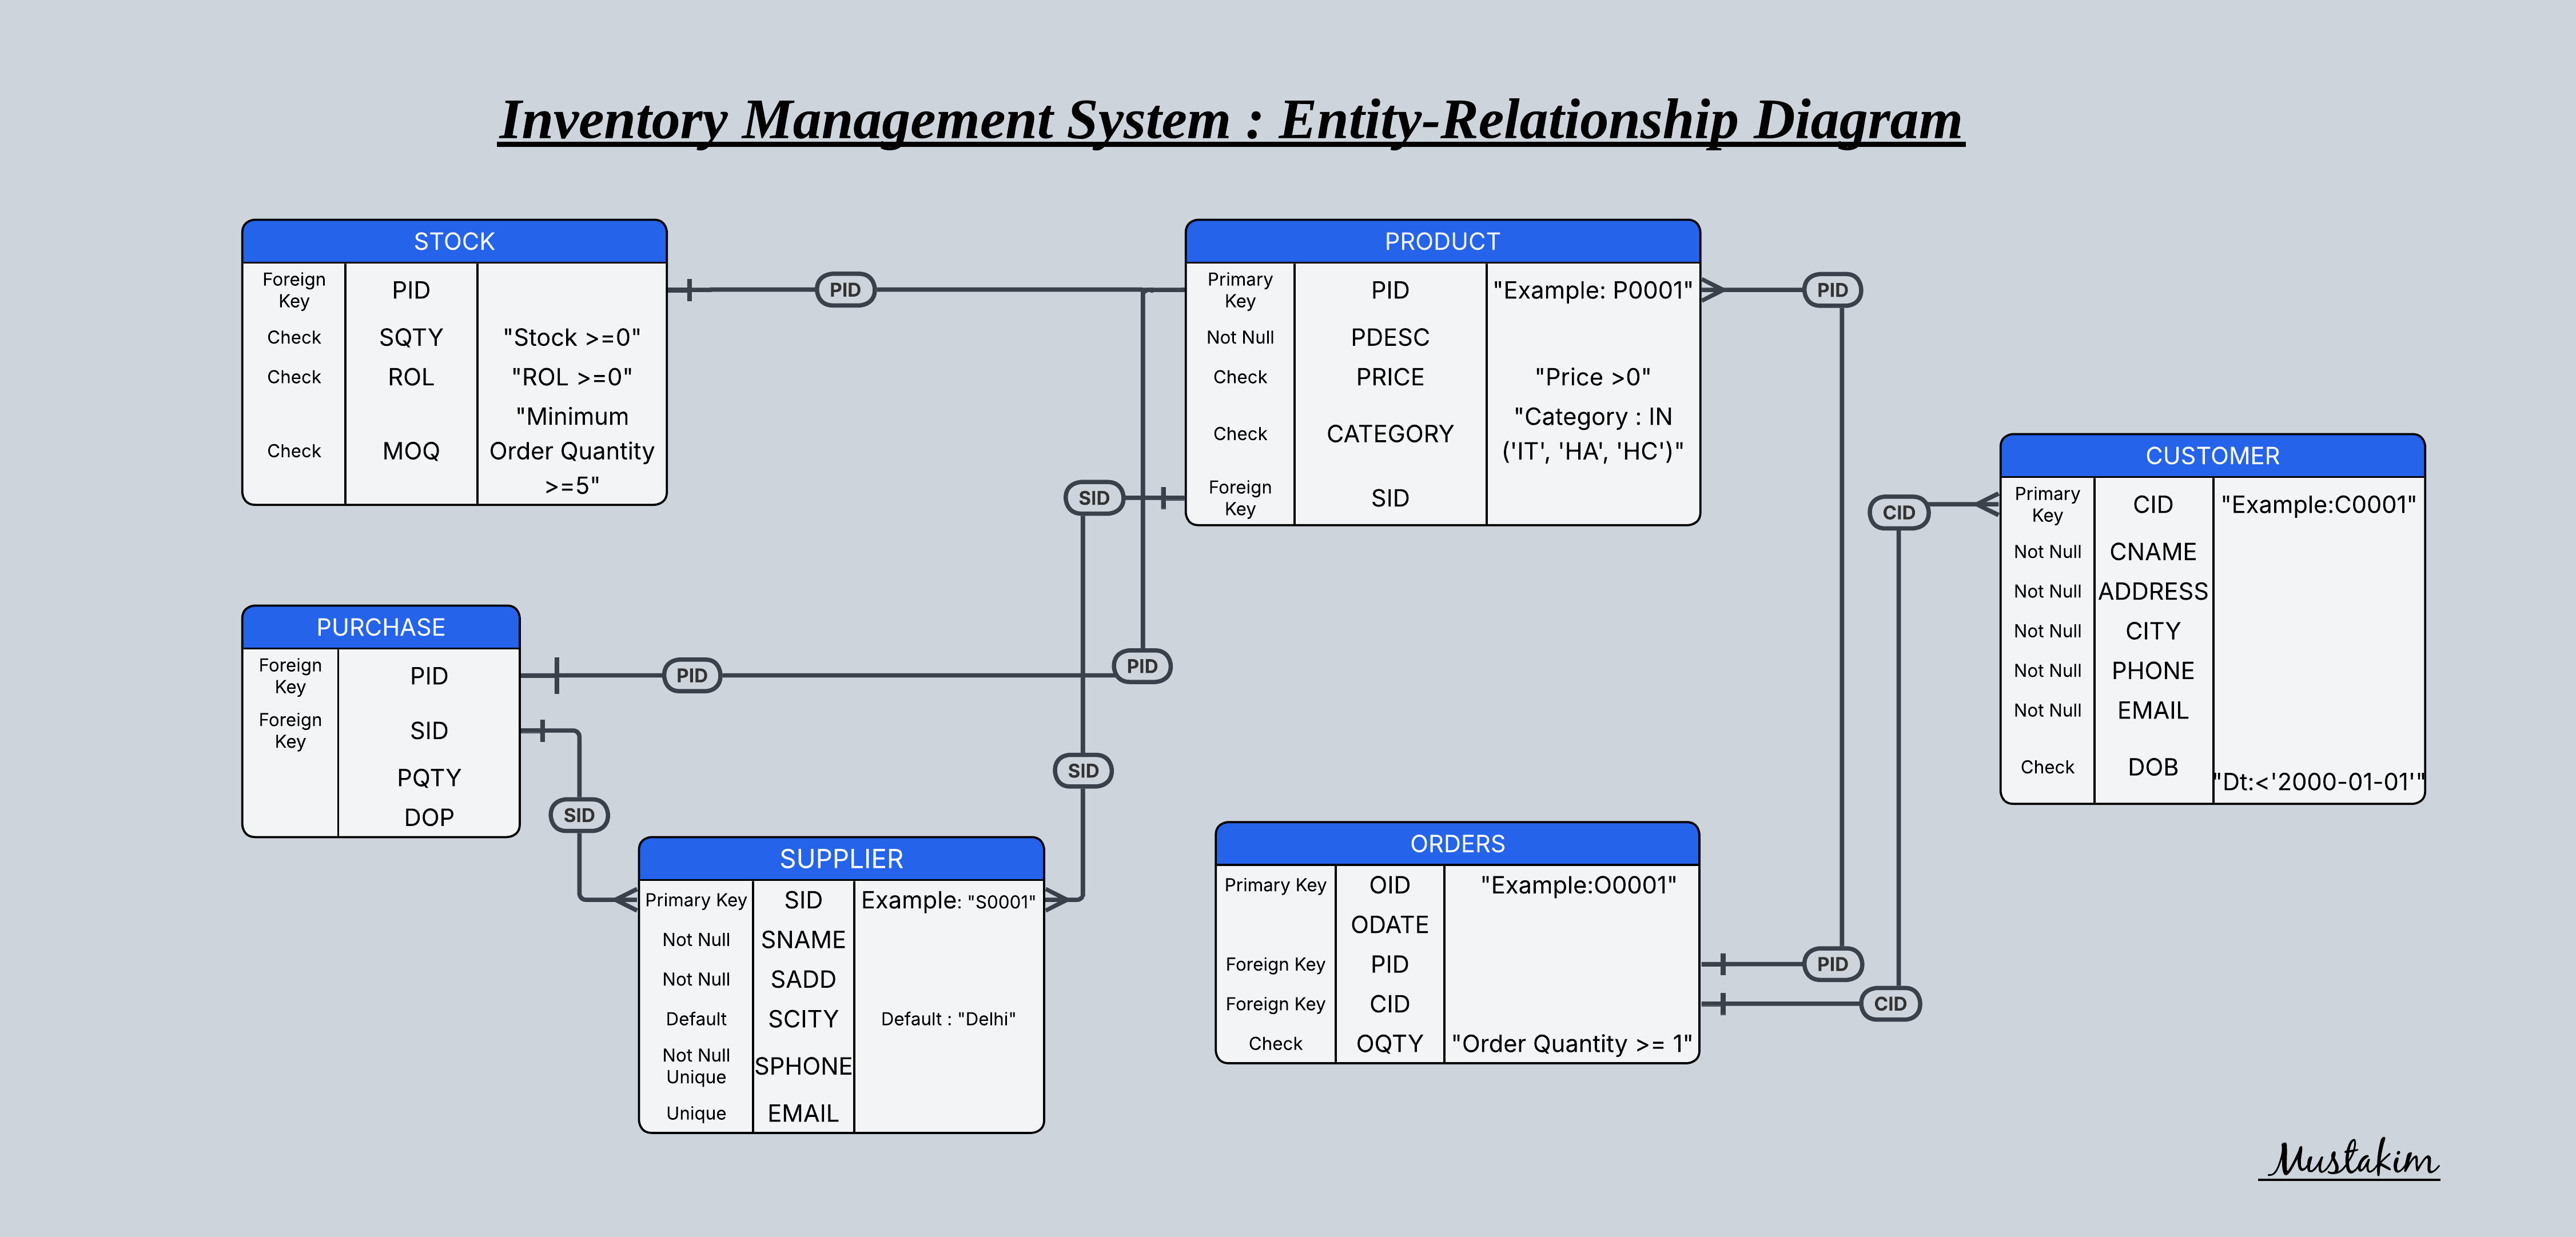 Inventory Management System : Entity-Relationship Diagram
STOCK
Foreign
Key
PID
Check
SQTY
"Stock >=0"
Check
ROL
"ROL >=0"
Check
MOQ
"Minimum
Order Quantity
>=5"
PID
PRODUCT
Primary
Key
PID
"Example: P0001"
Not Null
PDESC
Check
PRICE
"Price >0"
Check
CATEGORY
"Category : IN
('IT', 'HA', 'HC')"
Foreign
Key
SID
PID
SID
CUSTOMER
Primary
Key
CID
"Example:C0001"
Not Null
CNAME
Not Null
ADDRESS
Not Null
CITY
Not Null
PHONE
Not Null
EMAIL
Check
DOB
"Dt:<'2000-01-01'"
CID
PURCHASE
Foreign
Key
PID
Foreign
Key
SID
PQTY
DOP
PID
PID
SID
SID
SUPPLIER
Primary Key
SID
Example: "S0001"
Not Null
SNAME
Not Null
SADD
Default
SCITY
Default : "Delhi"
Not Null
Unique
SPHONE
Unique
EMAIL
ORDERS
Primary Key
OID
"Example:O0001"
ODATE
Foreign Key
PID
Foreign Key
CID
Check
OQTY
"Order Quantity >= 1"
PID
CID
Mustakim